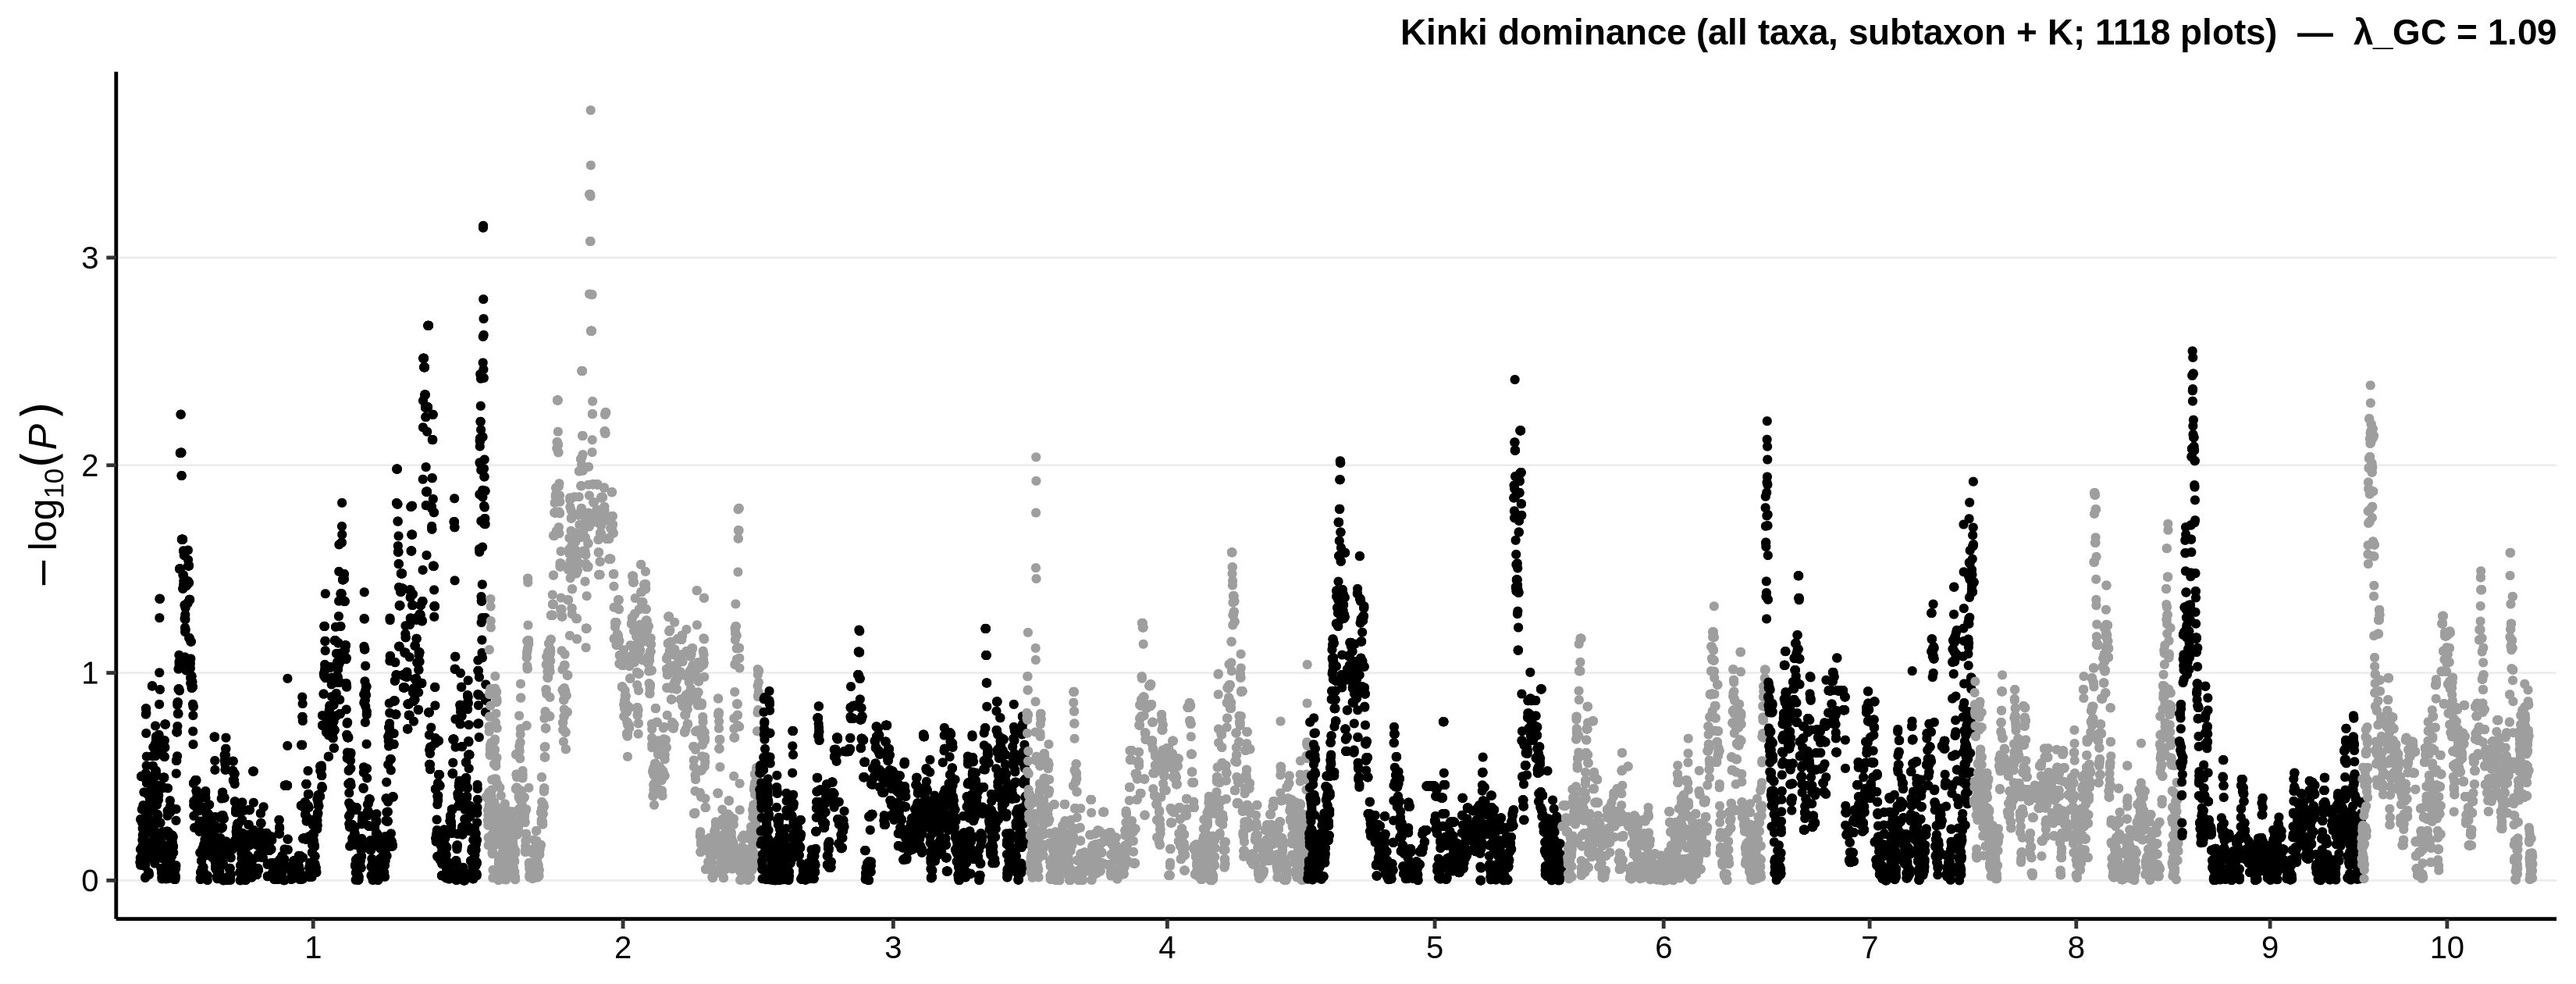 Kinki dominance (all taxa, subtaxon + K; 1118 plots) — λ_GC = 1.09
− log10(P)
3
2
1
0
1 2 3 4 5 6 7 8 9 10